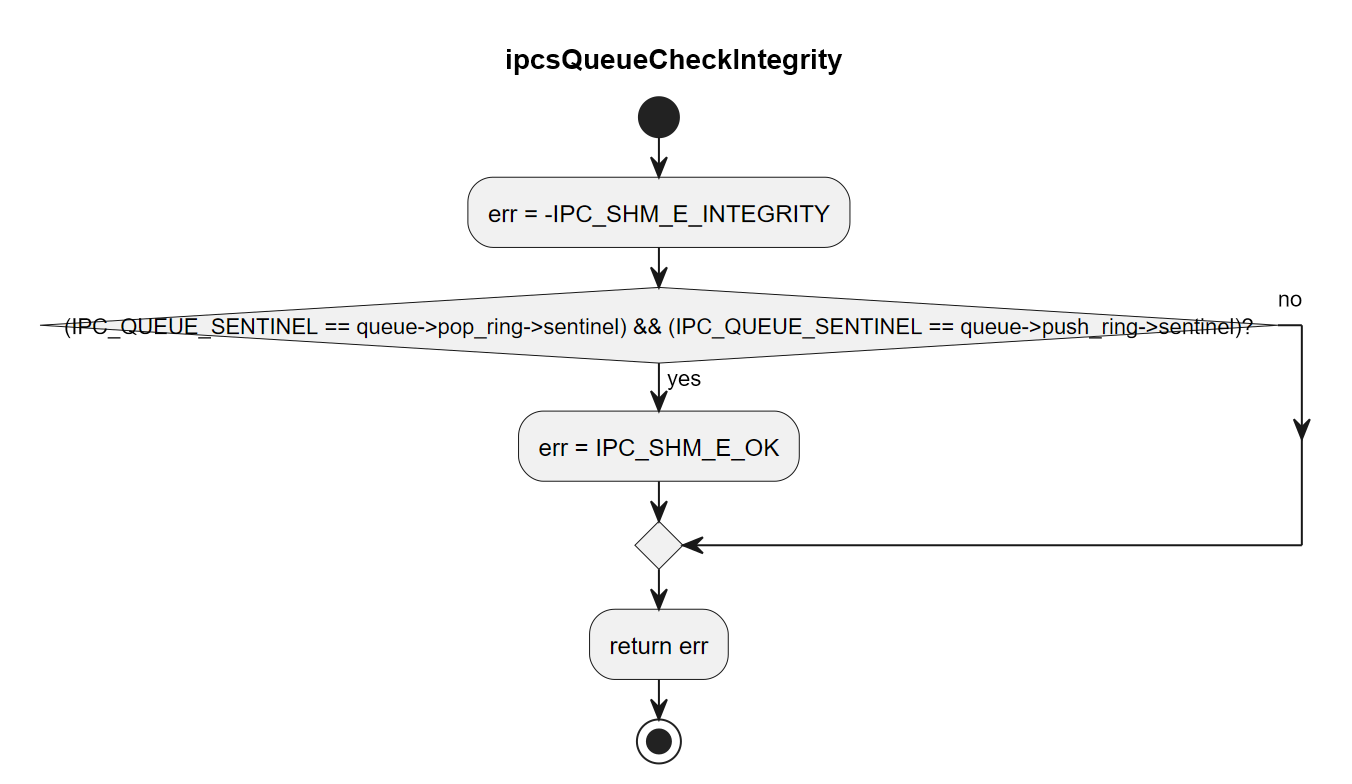 ipcsQueueCheckIntegrity
err = -IPC_SHM_E_INTEGRITY
(IPC_QUEUE_SENTINEL == queue->pop_ring->sentinel) && (IPC_QUEUE_SENTINEL == queue->push_ring->sentinel)?
no
yes
err = IPC_SHM_E_OK
return err